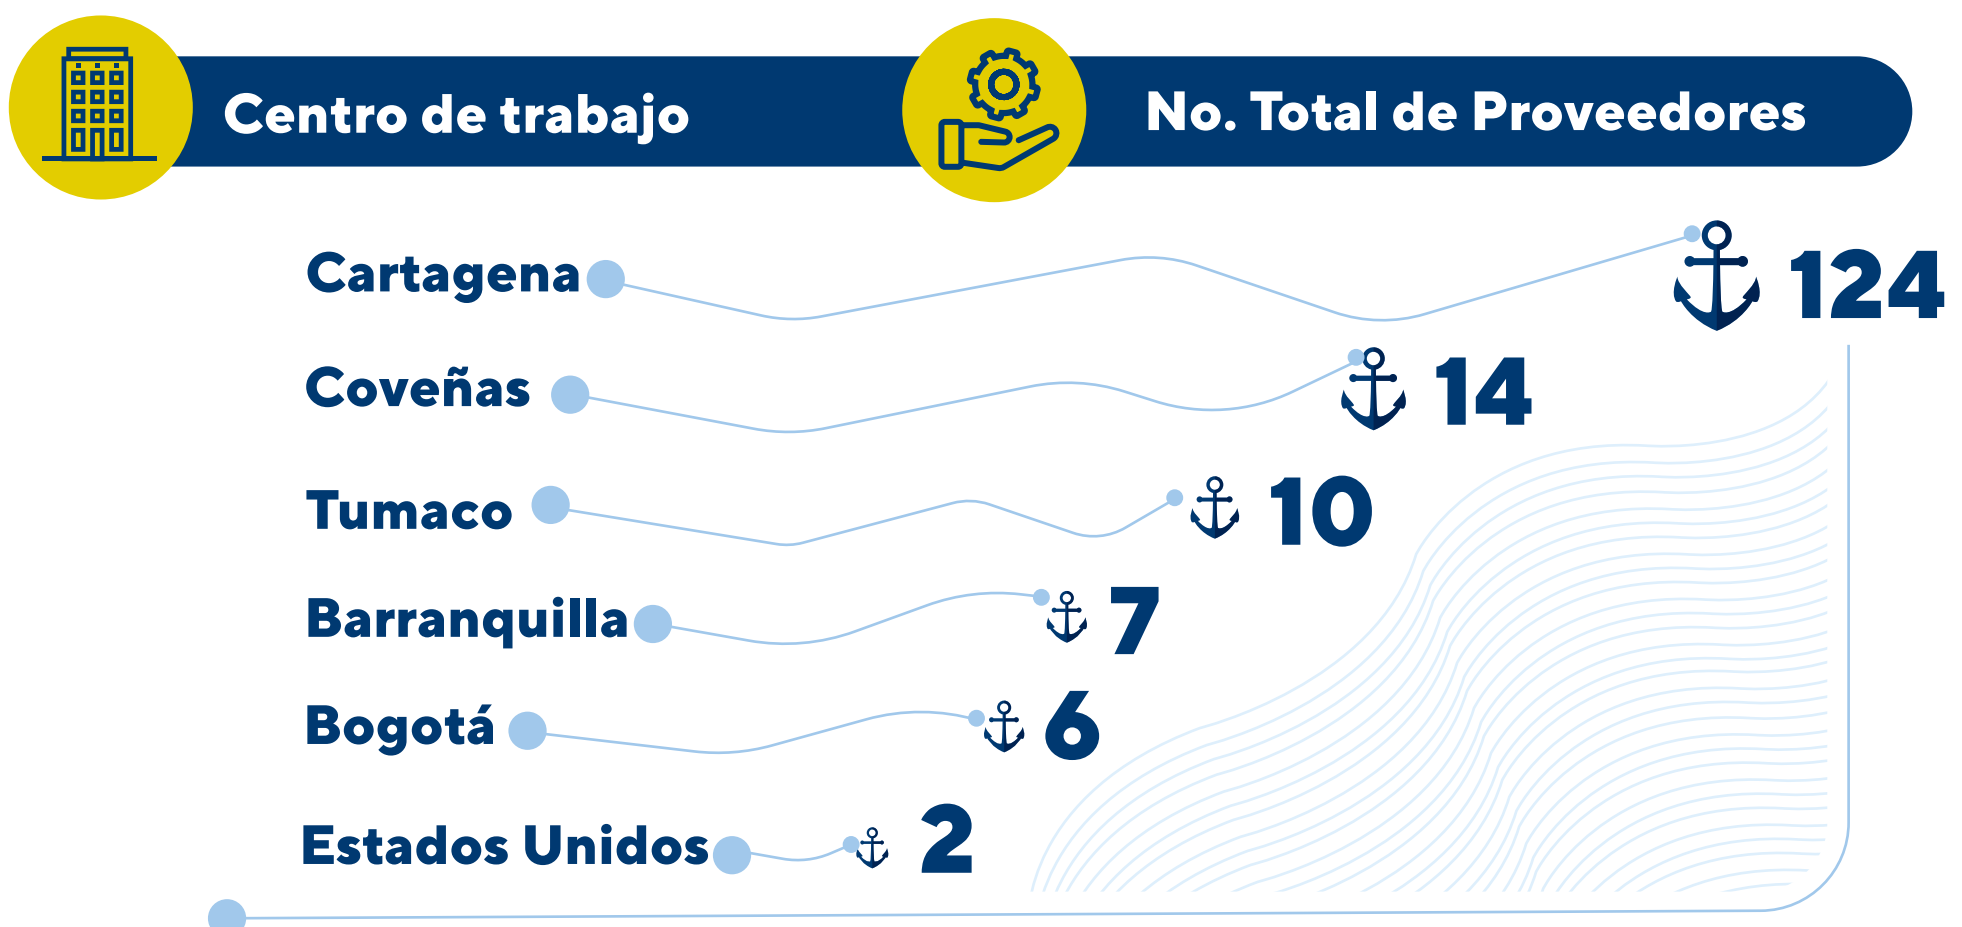 Centro de trabajo No. Total de Proveedores
Cartagena 124
Coveñas 14
Tumaco 10
Barranquilla 7
Bogotá 6
Estados Unidos 2